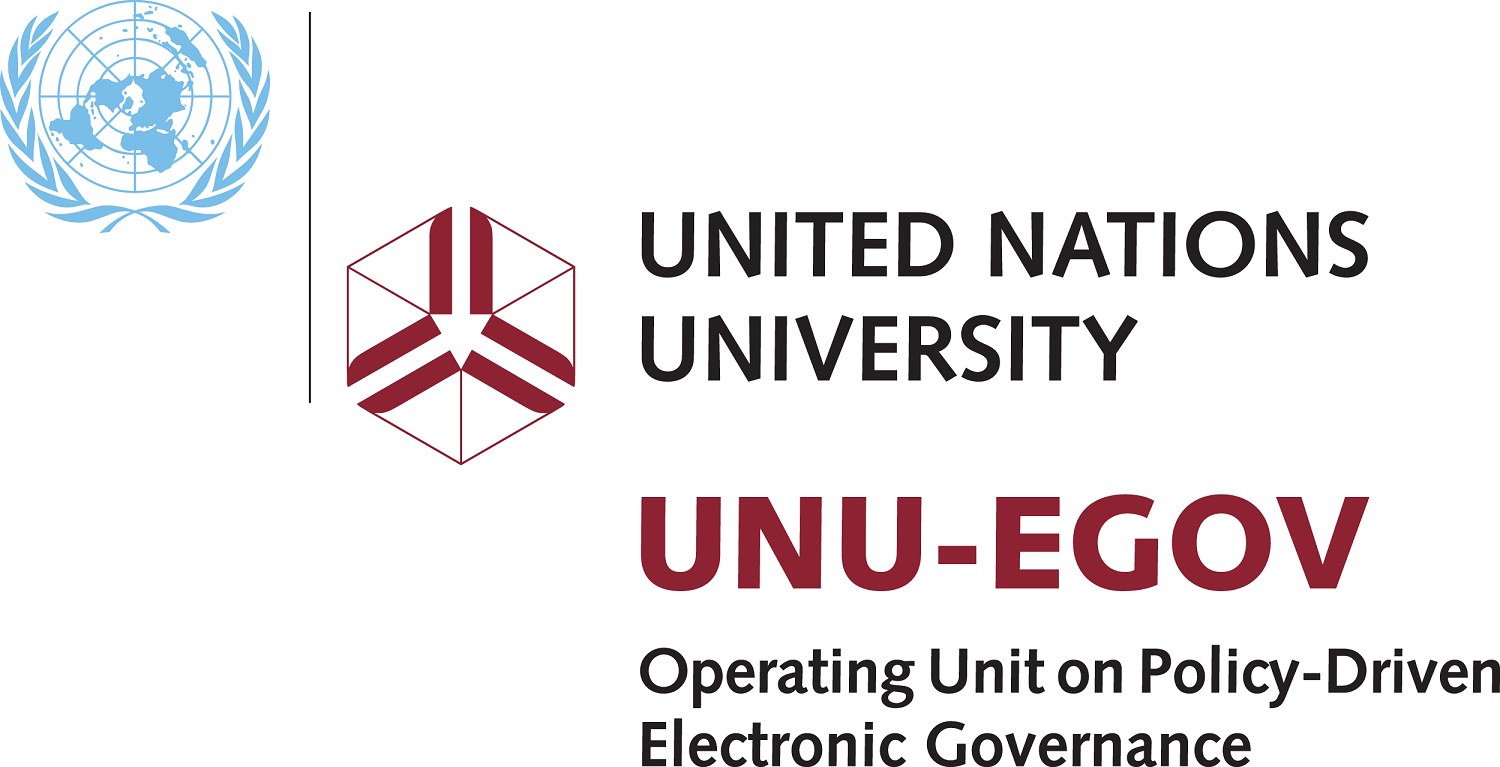 UNITED NATIONS
UNIVERSITY
UNU-EGOV
Operating Unit on Policy-Driven
Electronic Governance